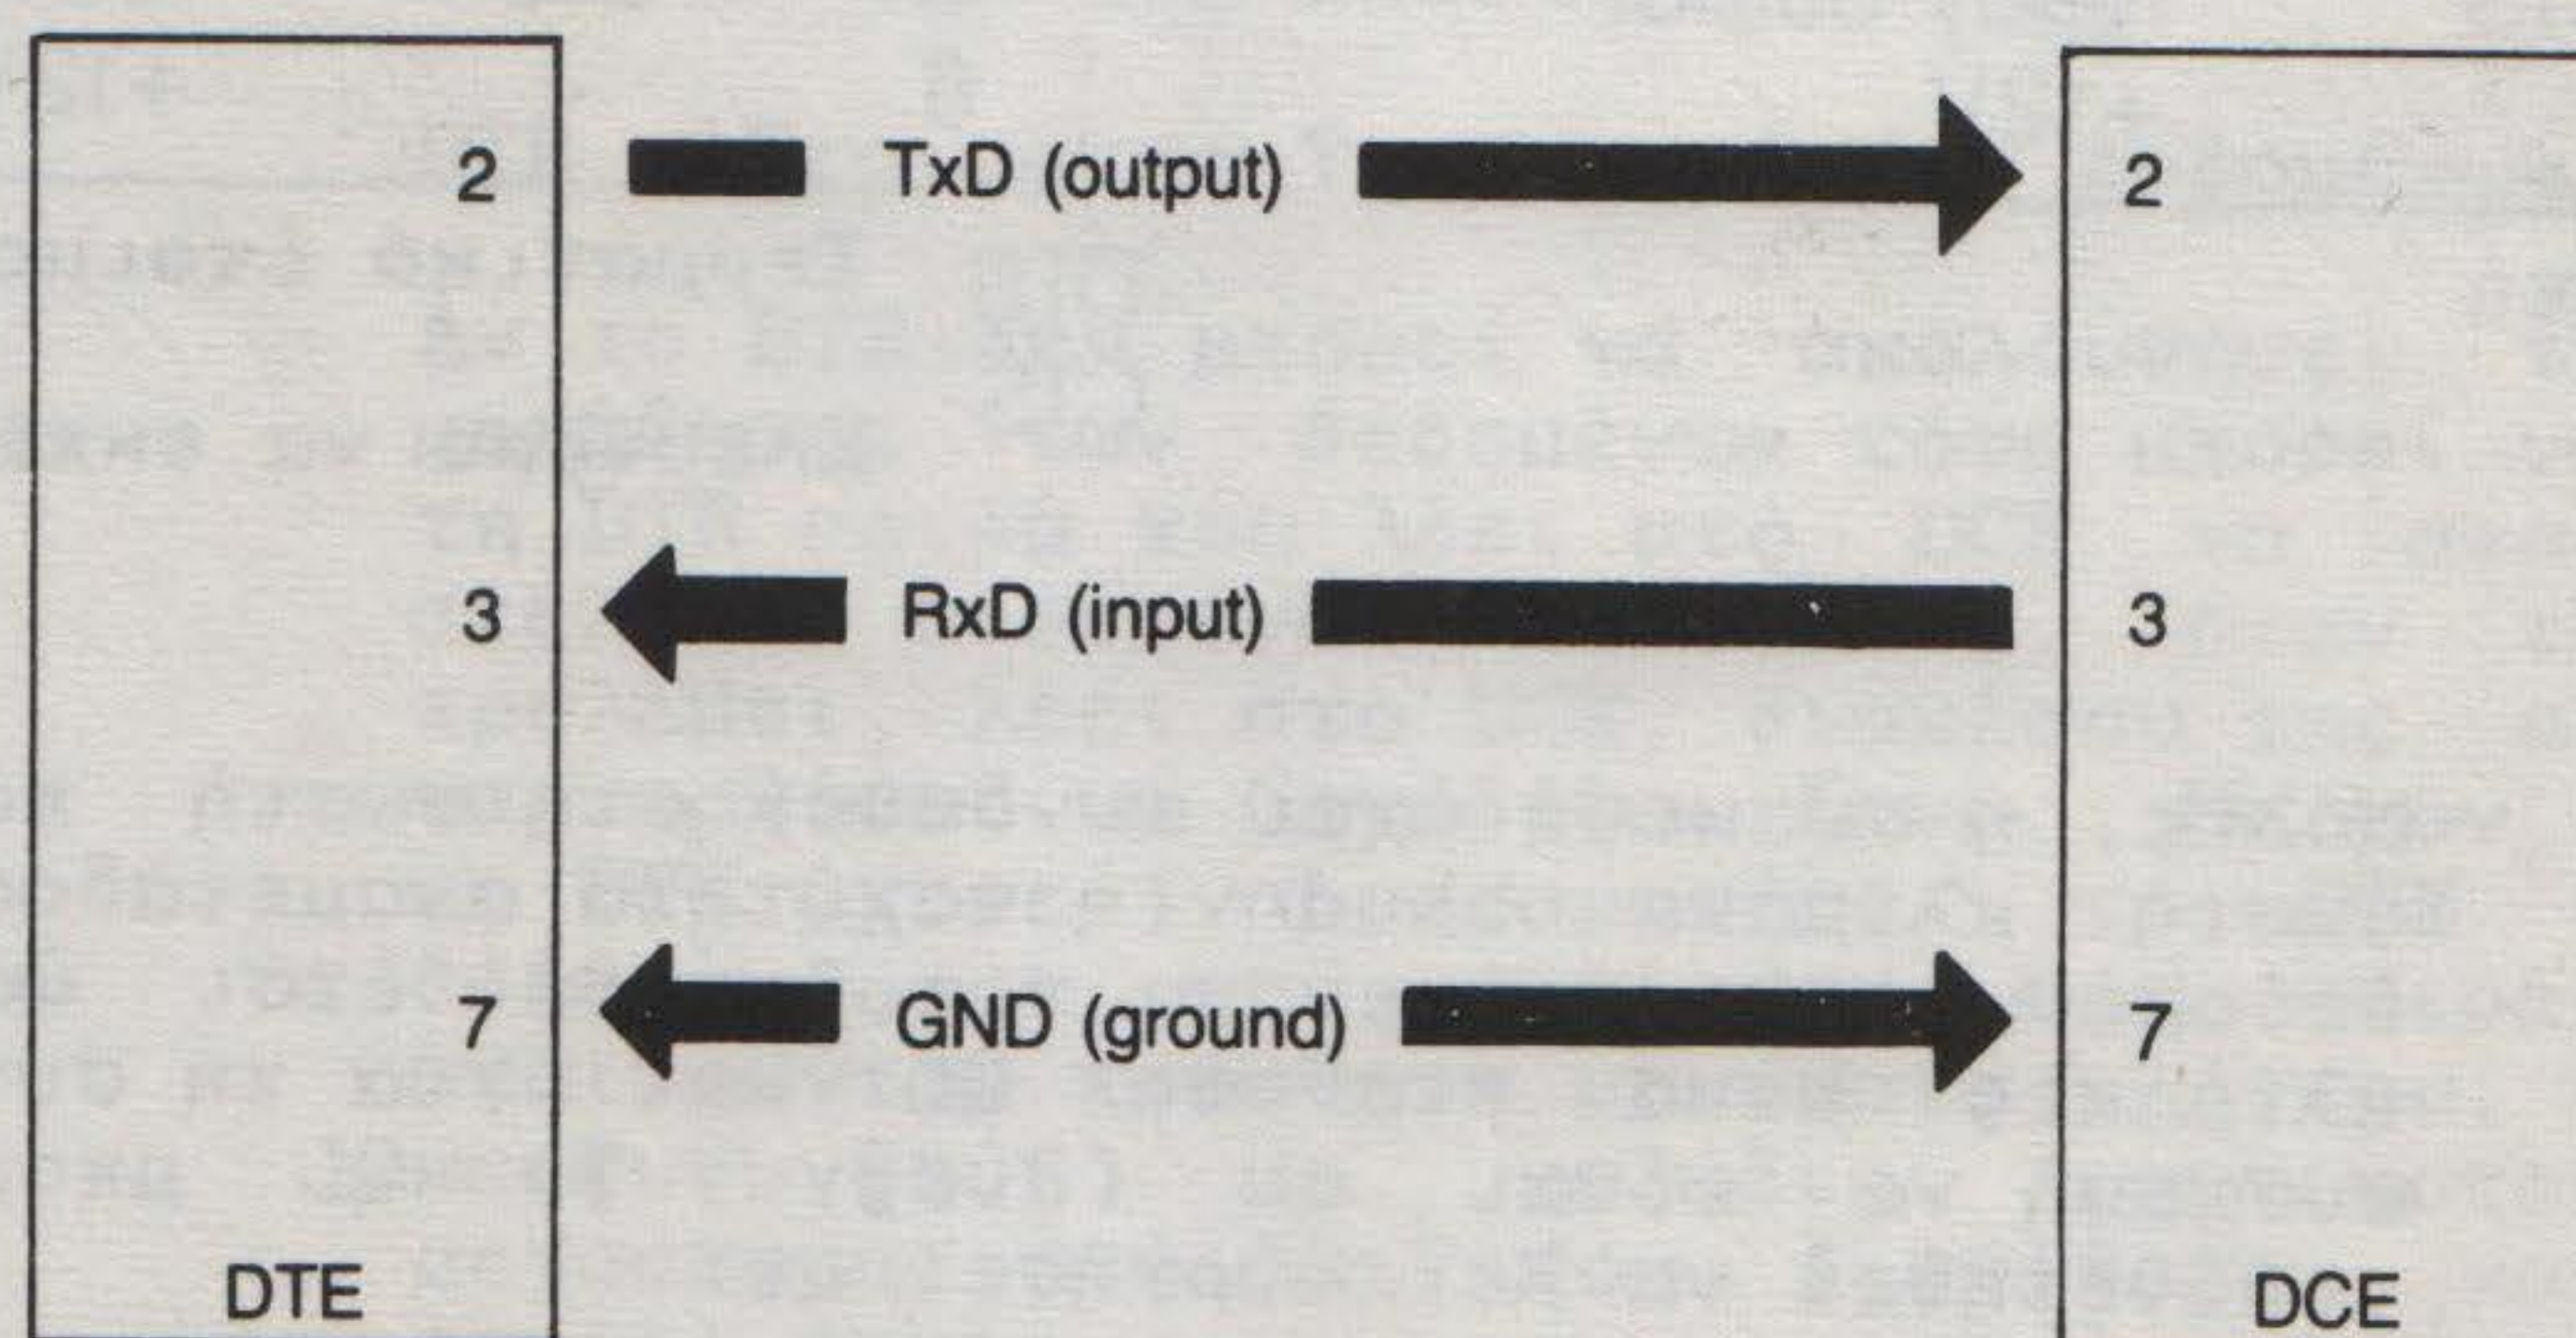 2 TxD (output) 2
3 RxD (input) 3
7 GND (ground) 7
DTE DCE